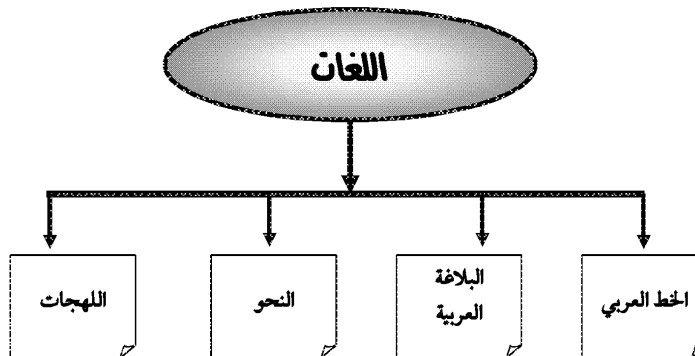 اللغات
الخط العربي
البلاغة
العربية
النحو
اللهجات